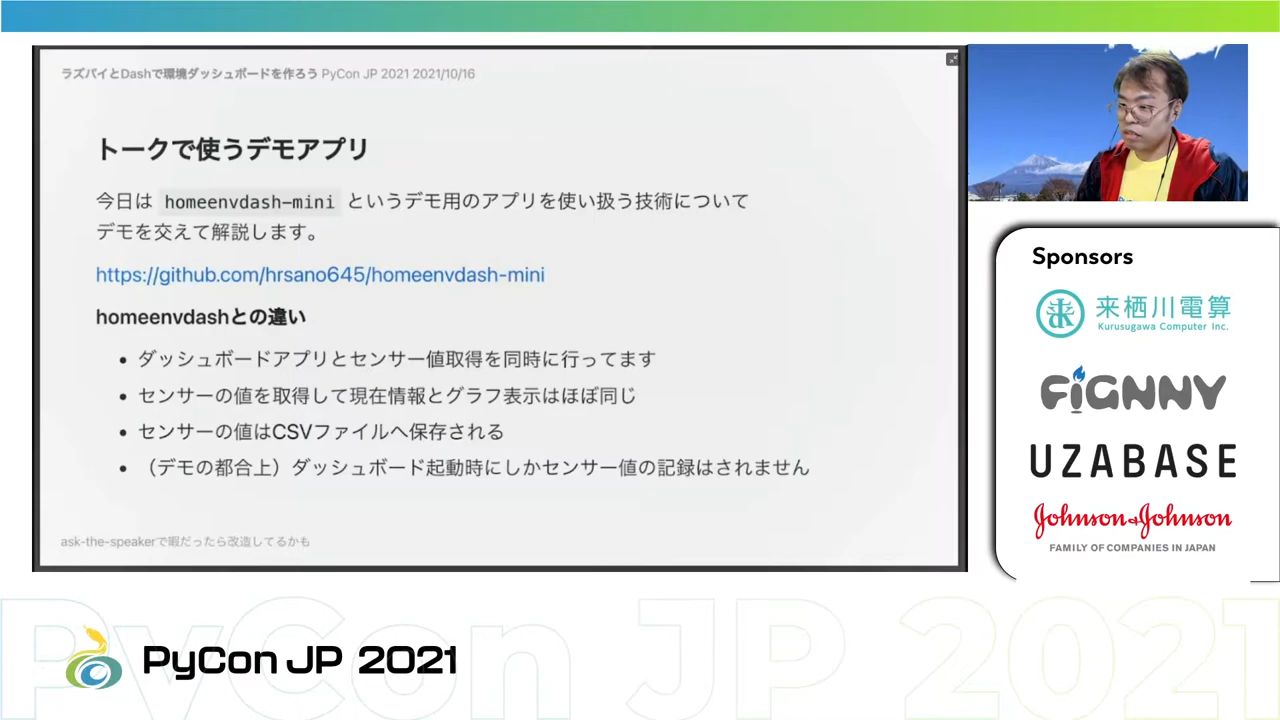 ラズパイとDashで環境ダッシュボードを作ろう PyCon JP 2021 2021/10/16
トークで使うデモアプリ
今日は homeenvdash-mini というデモ用のアプリを使い扱う技術について
デモを交えて解説します。
https://github.com/hrsano645/homeenvdash-mini
homeenvdashとの違い
• ダッシュボードアプリとセンサー値取得を同時に行ってます
• センサーの値を取得して現在情報とグラフ表示はほぼ同じ
• センサーの値はCSVファイルへ保存される
• （デモの都合上）ダッシュボード起動時にしかセンサー値の記録はされません
ask-the-speakerで暇だったら改造してるかも
Sponsors
来栖川電算
Kurusugawa Computer Inc.
FiGNNY
UZABASE
Johnson&Johnson
FAMILY OF COMPANIES IN JAPAN
PyCon JP 2021
PyCon JP 2021